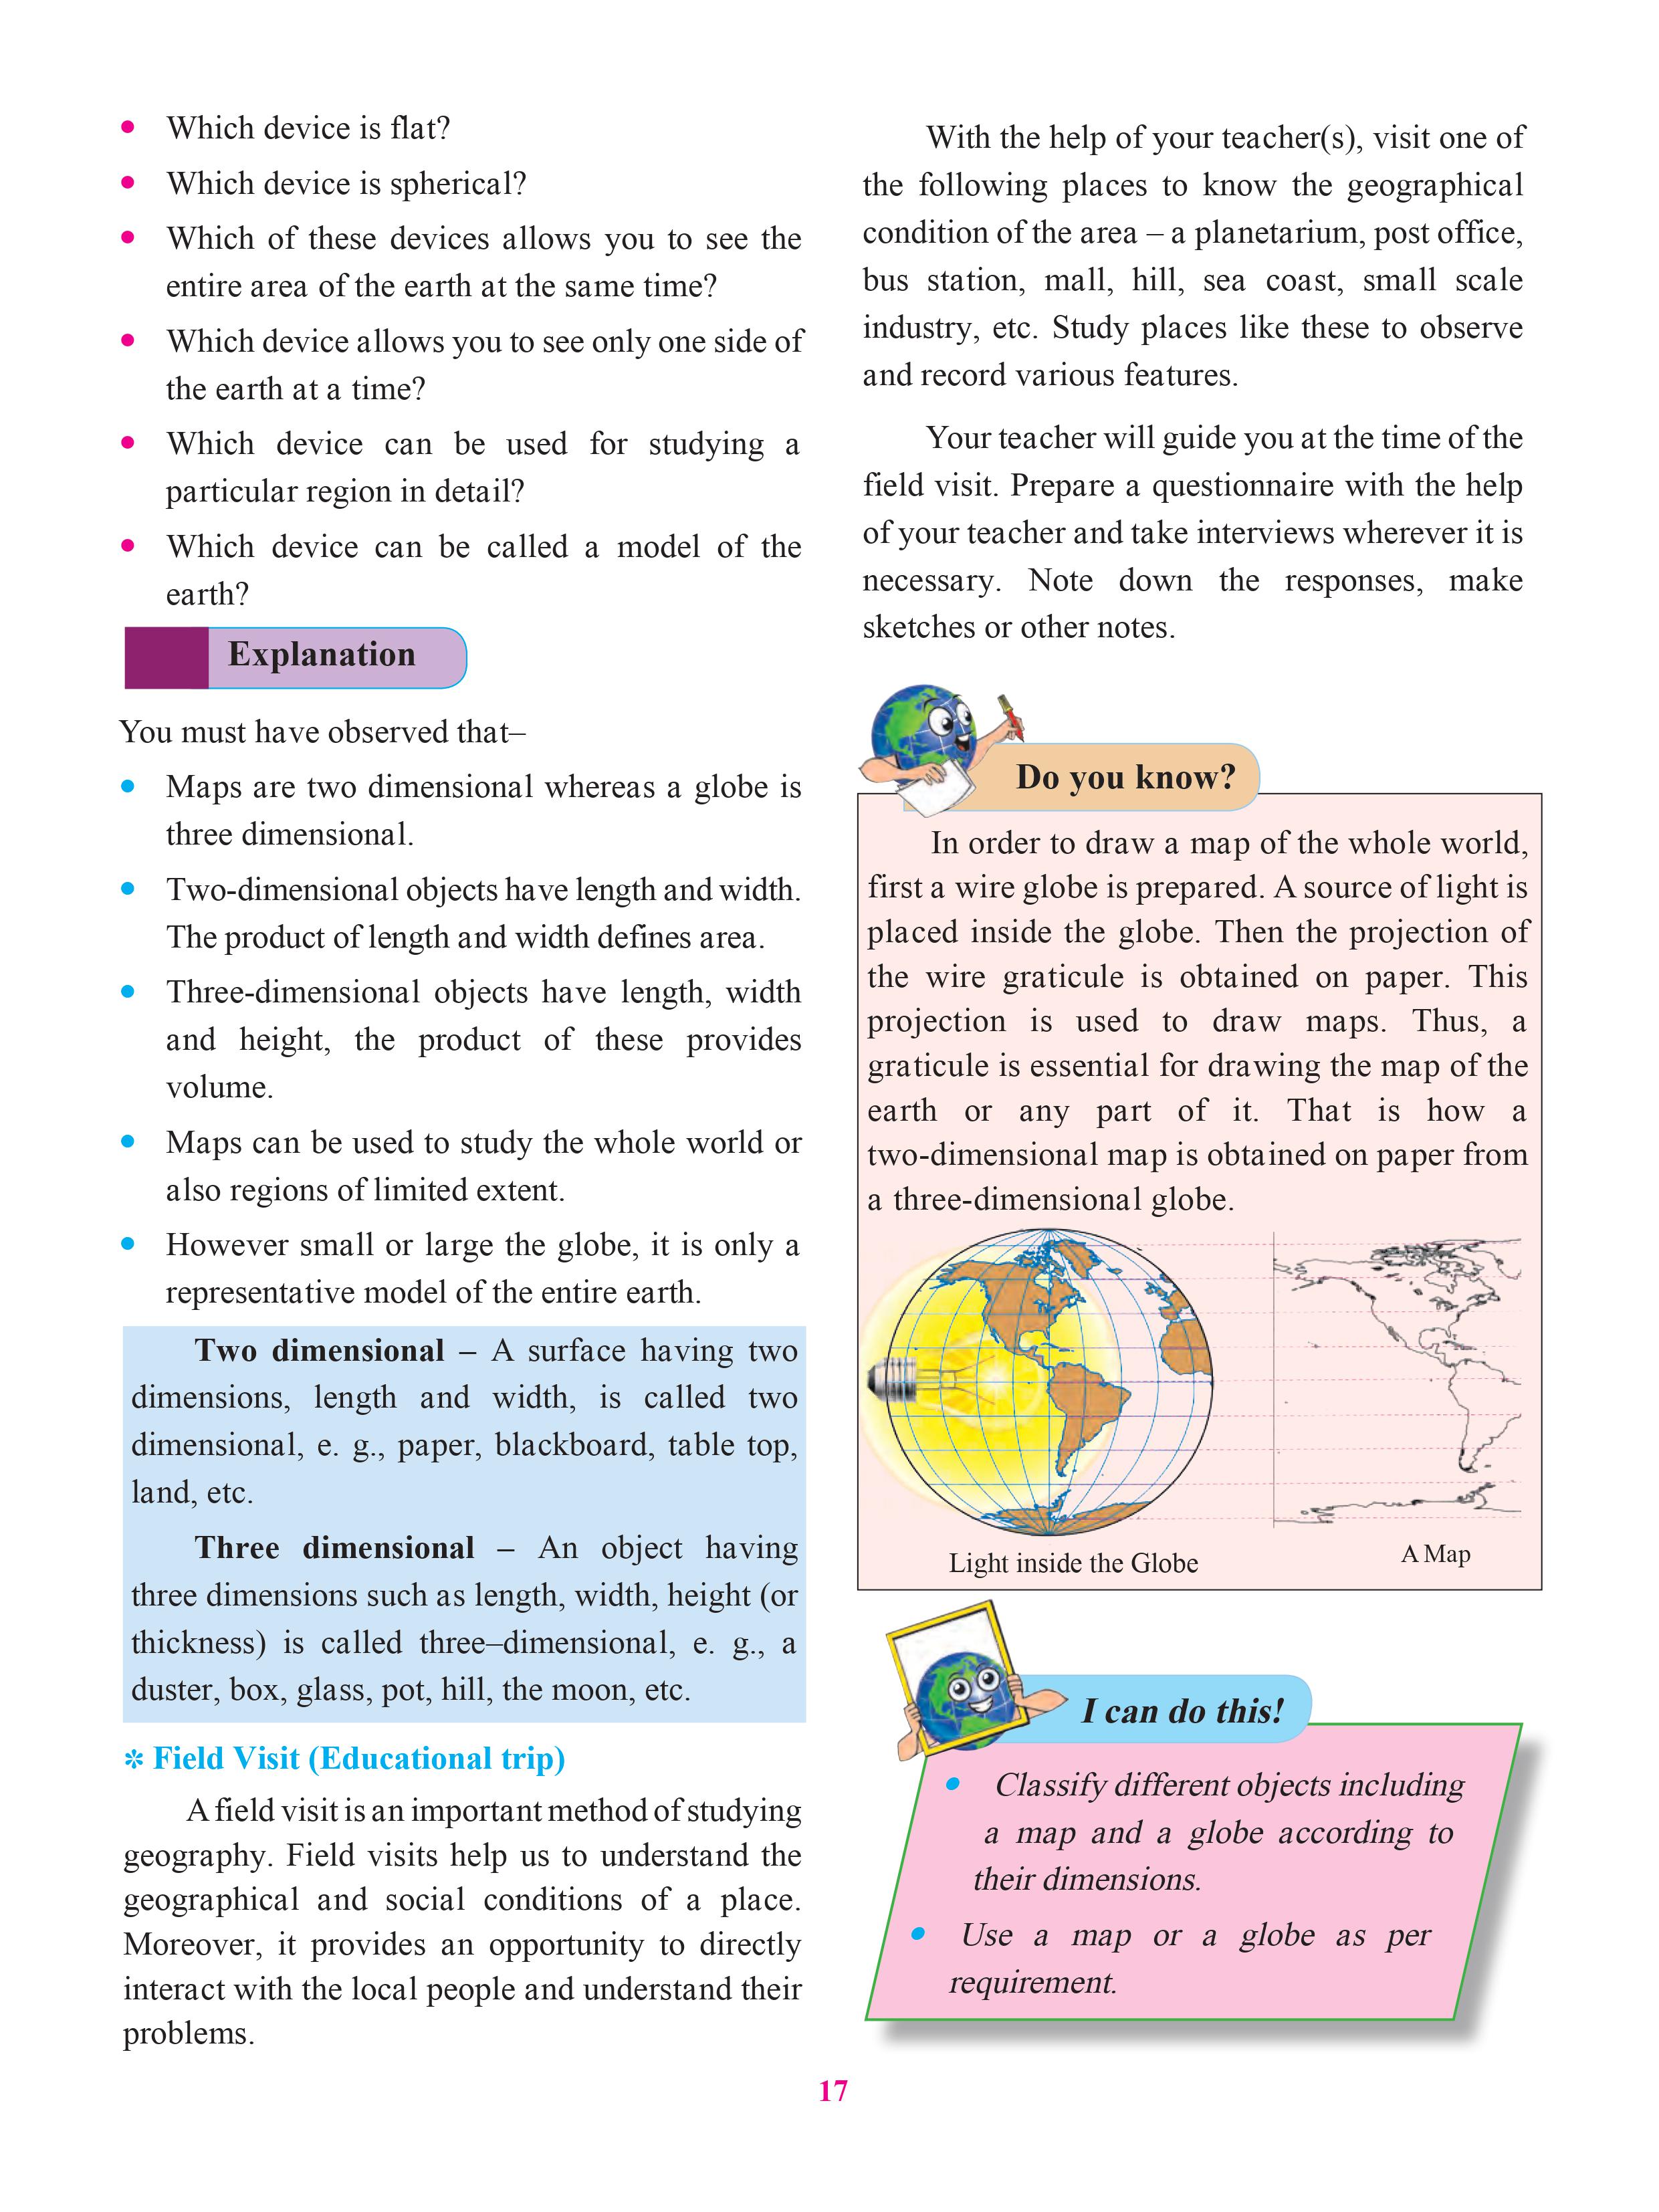 • Which device is flat?
• Which device is spherical?
• Which of these devices allows you to see the
entire area of the earth at the same time?
• Which device allows you to see only one side of
the earth at a time?
• Which device can be used for studying a
particular region in detail?
• Which device can be called a model of the
earth?
Explanation
You must have observed that–
• Maps are two dimensional whereas a globe is
three dimensional.
• Two-dimensional objects have length and width.
The product of length and width defines area.
• Three-dimensional objects have length, width
and height, the product of these provides
volume.
• Maps can be used to study the whole world or
also regions of limited extent.
• However small or large the globe, it is only a
representative model of the entire earth.
Two dimensional – A surface having two
dimensions, length and width, is called two
dimensional, e. g., paper, blackboard, table top,
land, etc.
Three dimensional – An object having
three dimensions such as length, width, height (or
thickness) is called three–dimensional, e. g., a
duster, box, glass, pot, hill, the moon, etc.
* Field Visit (Educational trip)
A field visit is an important method of studying
geography. Field visits help us to understand the
geographical and social conditions of a place.
Moreover, it provides an opportunity to directly
interact with the local people and understand their
problems.
With the help of your teacher(s), visit one of
the following places to know the geographical
condition of the area – a planetarium, post office,
bus station, mall, hill, sea coast, small scale
industry, etc. Study places like these to observe
and record various features.
Your teacher will guide you at the time of the
field visit. Prepare a questionnaire with the help
of your teacher and take interviews wherever it is
necessary. Note down the responses, make
sketches or other notes.
Do you know?
In order to draw a map of the whole world,
first a wire globe is prepared. A source of light is
placed inside the globe. Then the projection of
the wire graticule is obtained on paper. This
projection is used to draw maps. Thus, a
graticule is essential for drawing the map of the
earth or any part of it. That is how a
two-dimensional map is obtained on paper from
a three-dimensional globe.
Light inside the Globe
A Map
I can do this!
• Classify different objects including
a map and a globe according to
their dimensions.
• Use a map or a globe as per
requirement.
17